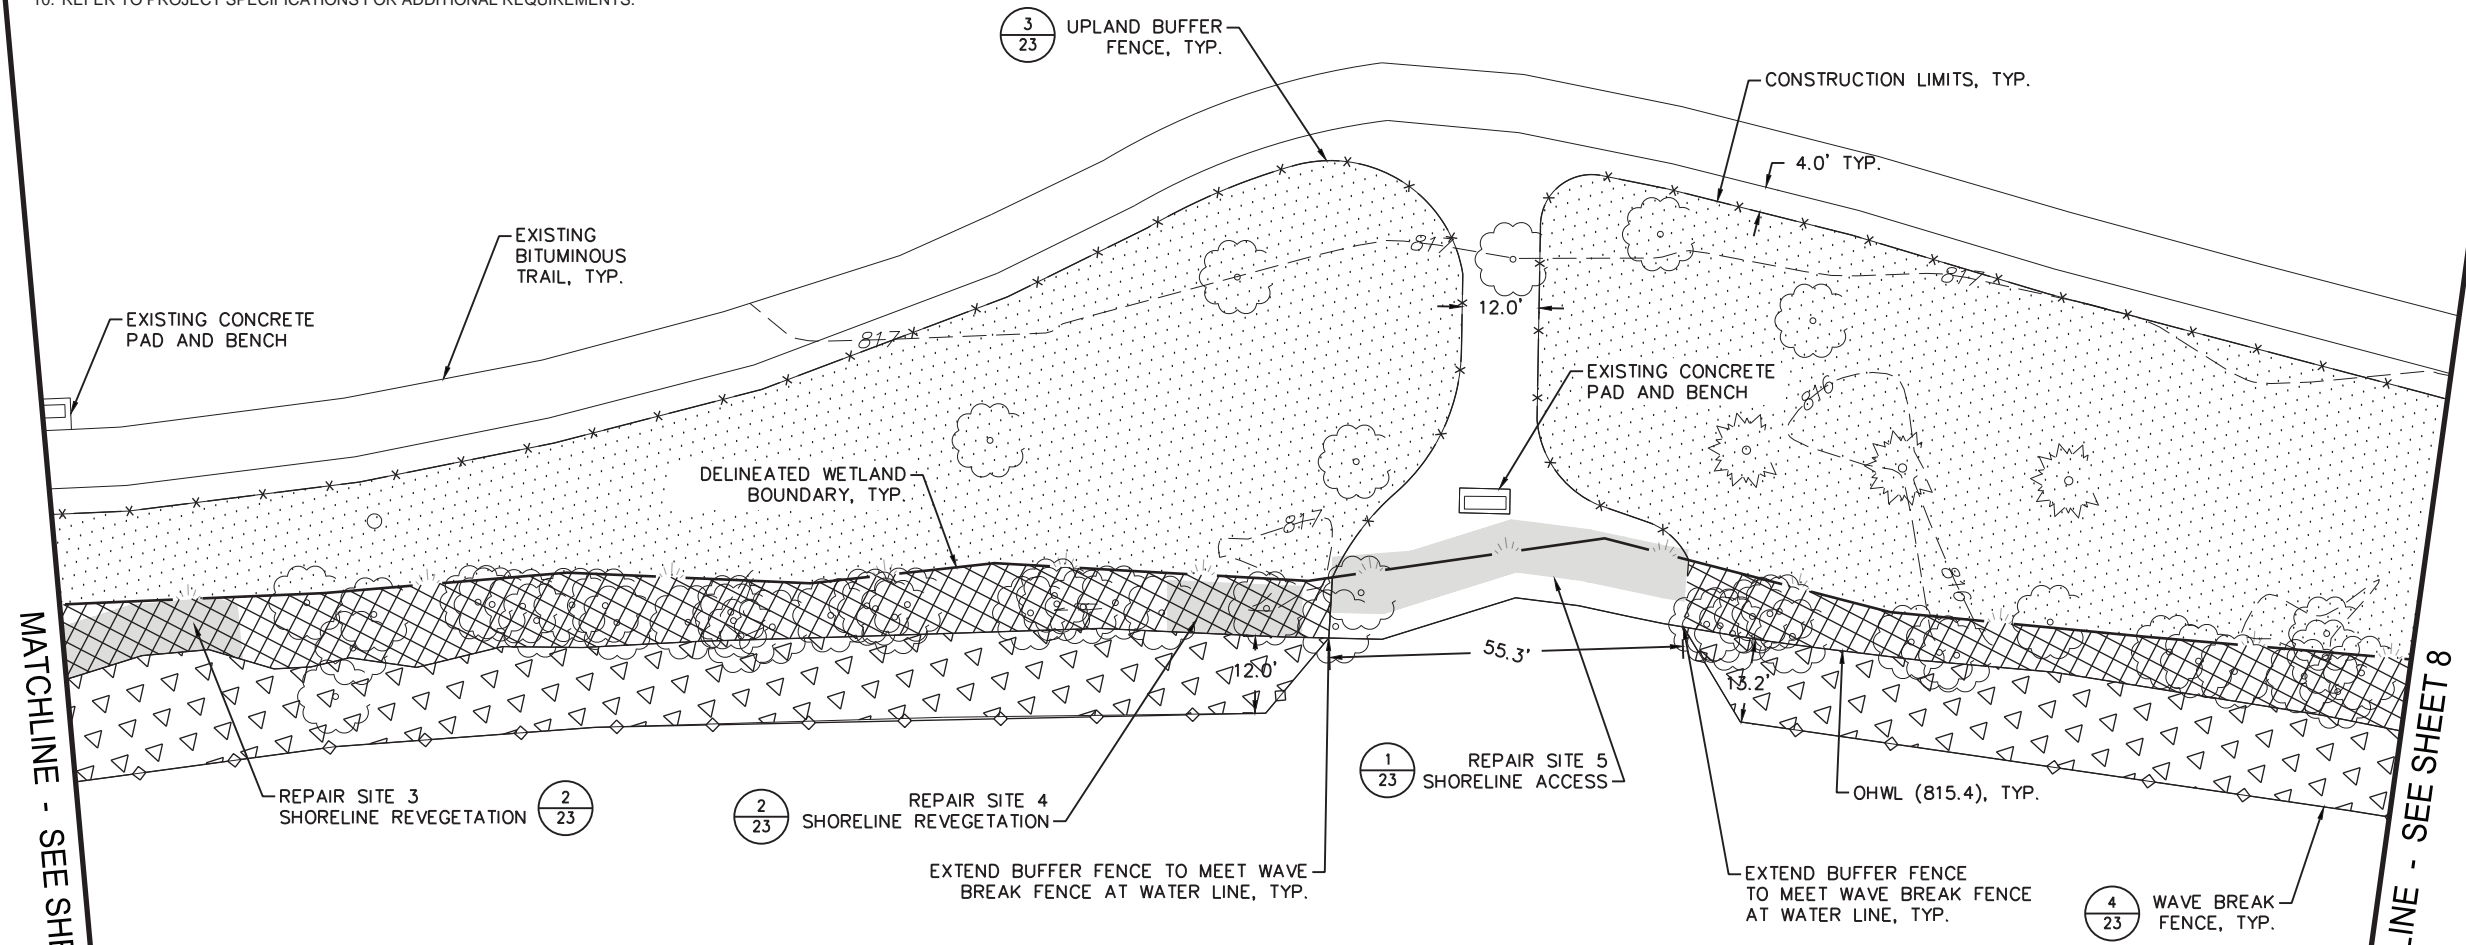 10. REFER TO PROJECT SPECIFICATIONS FOR ADDITIONAL REQUIREMENTS.
3
23
UPLAND BUFFER
FENCE, TYP.
CONSTRUCTION LIMITS, TYP.
4.0' TYP.
EXISTING
BITUMINOUS
TRAIL, TYP.
817
817
12.0'
EXISTING CONCRETE
PAD AND BENCH
817
EXISTING CONCRETE
PAD AND BENCH
816
DELINEATED WETLAND
BOUNDARY, TYP.
817
816
MATCHLINE - SEE
55.3'
12.0'
13.2'
- SEE SHEET 8
REPAIR SITE 3
SHORELINE REVEGETATION
2
23
2
23
REPAIR SITE 4
SHORELINE REVEGETATION
1
23
REPAIR SITE 5
SHORELINE ACCESS
OHWL (815.4), TYP.
EXTEND BUFFER FENCE TO MEET WAVE
BREAK FENCE AT WATER LINE, TYP.
EXTEND BUFFER FENCE
TO MEET WAVE BREAK FENCE
AT WATER LINE, TYP.
4
23
WAVE BREAK
FENCE, TYP.